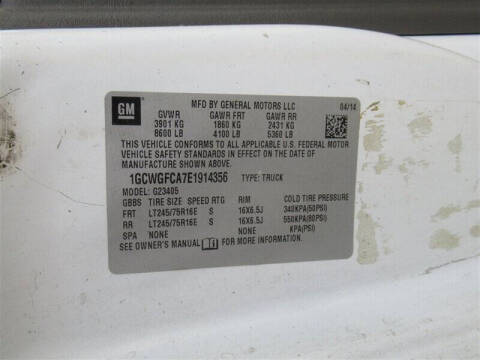 GM
MFD BY GENERAL MOTORS LLC 04/14
GVWR GAWR FRT GAWR RR
3901 KG 1860 KG 2431 KG
8600 LB 4100 LB 5360 LB
THIS VEHICLE CONFORMS TO ALL APPLICABLE U.S. FEDERAL MOTOR
VEHICLE SAFETY STANDARDS IN EFFECT ON THE DATE OF
MANUFACTURE SHOWN ABOVE.
1GCWGFCA7E1914356 TYPE: TRUCK
MODEL: G23405
GBBS TIRE SIZE SPEED RTG RIM COLD TIRE PRESSURE
FRT LT245/75R16E S 16X6.5J 340KPA(50PSI)
RR LT245/75R16E S 16X6.5J 550KPA(80PSI)
SPA NONE NONE KPA(PSI)
SEE OWNER'S MANUAL FOR MORE INFORMATION.